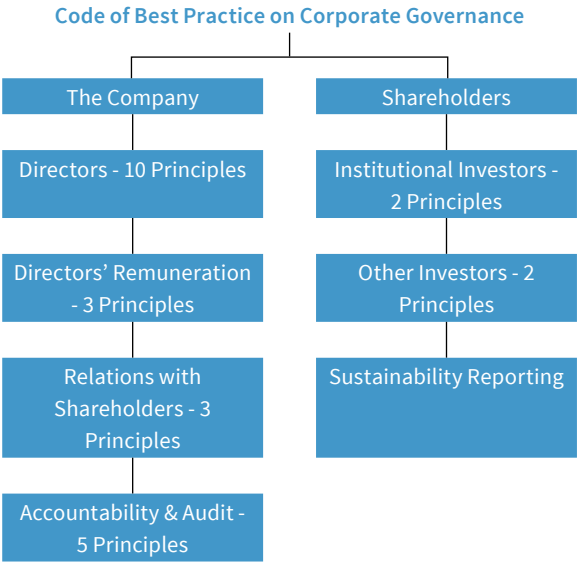 Code of Best Practice on Corporate Governance
The Company
Directors - 10 Principles
Directors’ Remuneration
- 3 Principles
Relations with
Shareholders - 3
Principles
Accountability & Audit -
5 Principles
Shareholders
Institutional Investors -
2 Principles
Other Investors - 2
Principles
Sustainability Reporting